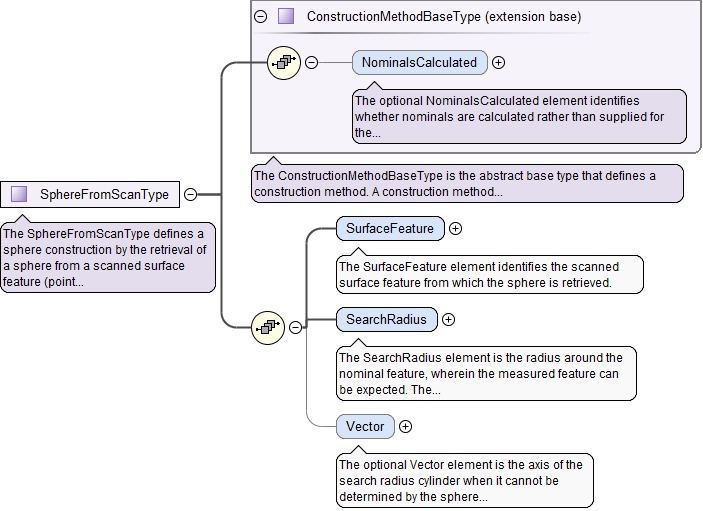 ConstructionMethodBaseType (extension base)
NominalsCalculated
The optional NominalsCalculated element identifies
whether nominals are calculated rather than supplied for
the...
The ConstructionMethodBaseType is the abstract base type that defines a
construction method. A construction method...
SphereFromScanType
The SphereFromScanType defines a
sphere construction by the retrieval of
a sphere from a scanned surface
feature (point...
SurfaceFeature
The SurfaceFeature element identifies the scanned
surface feature from which the sphere is retrieved.
SearchRadius
The SearchRadius element is the radius around the
nominal feature, wherein the measured feature can
be expected. The...
Vector
The optional Vector element is the axis of the
search radius cylinder when it cannot be
determined by the sphere...